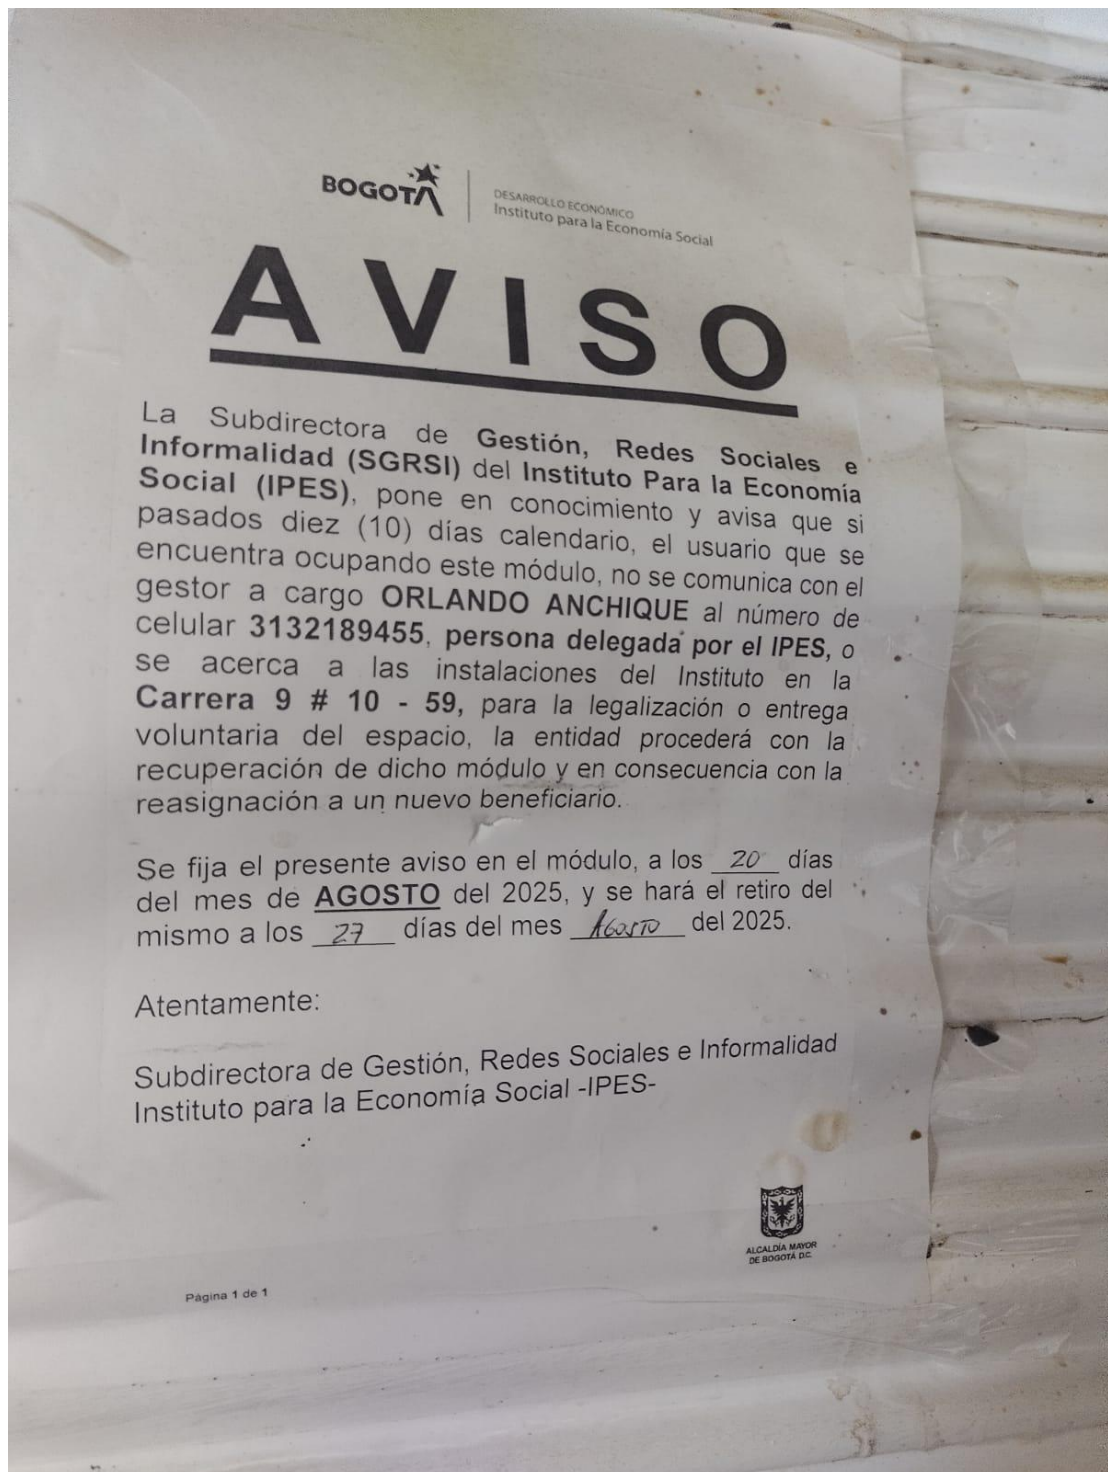 BOGOTÁ
DESARROLLO ECONÓMICO
Instituto para la Economía Social
AVISO
La Subdirectora de Gestión, Redes Sociales e
Informalidad (SGRSI) del Instituto Para la Economía
Social (IPES), pone en conocimiento y avisa que si
pasados diez (10) días calendario, el usuario que se
encuentra ocupando este módulo, no se comunica con el
gestor a cargo ORLANDO ANCHIQUE al número de
celular 3132189455, persona delegada por el IPES, o
se acerca a las instalaciones del Instituto en la
Carrera 9 # 10 - 59, para la legalización o entrega
voluntaria del espacio, la entidad procederá con la
recuperación de dicho módulo y en consecuencia con la
reasignación a un nuevo beneficiario.
Se fija el presente aviso en el módulo, a los 20 días
del mes de AGOSTO del 2025, y se hará el retiro del
mismo a los 27 días del mes AGOSTO del 2025.
Atentamente:
Subdirectora de Gestión, Redes Sociales e Informalidad
Instituto para la Economía Social -IPES-
ALCALDÍA MAYOR
DE BOGOTÁ D.C.
Página 1 de 1